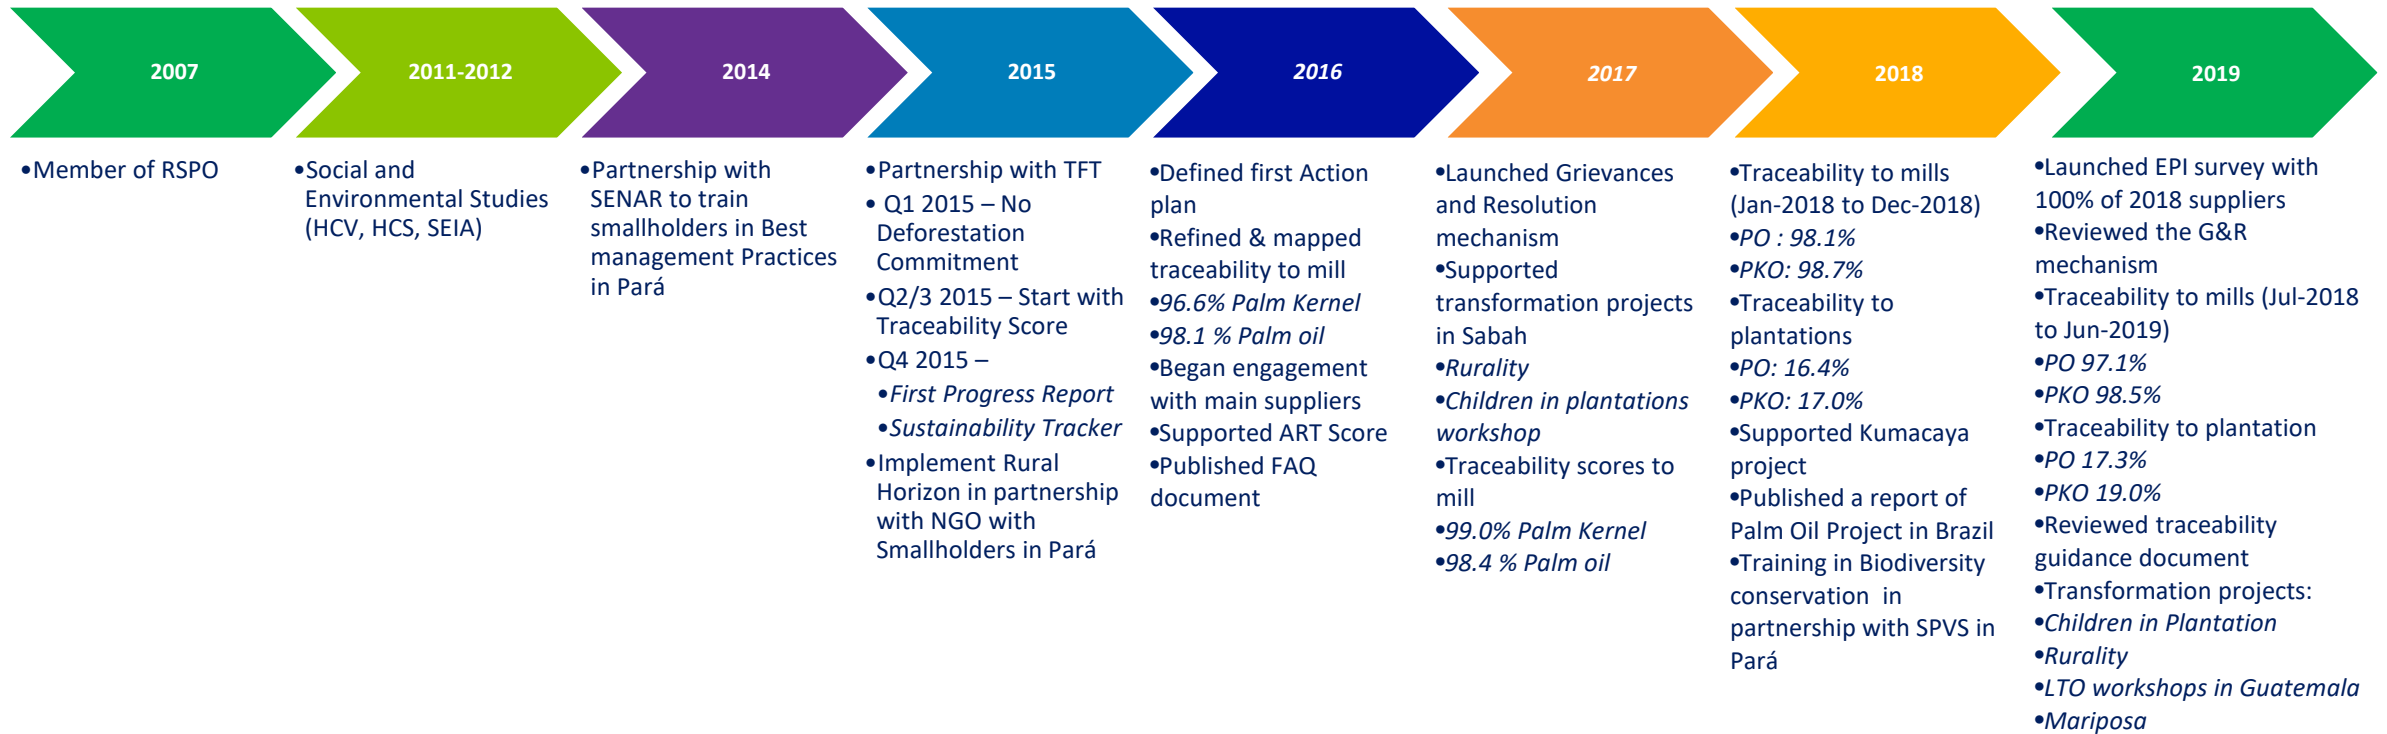 2007
2011-2012
2014
2015
2016
2017
2018
2019
•Member of RSPO
•Social and
Environmental Studies
(HCV, HCS, SEIA)
•Partnership with
SENAR to train
smallholders in Best
management Practices
in Pará
•Partnership with TFT
• Q1 2015 – No
Deforestation
Commitment
•Q2/3 2015 – Start with
Traceability Score
•Q4 2015 –
•First Progress Report
•Sustainability Tracker
•Implement Rural
Horizon in partnership
with NGO with
Smallholders in Pará
•Defined first Action
plan
•Refined & mapped
traceability to mill
•96.6% Palm Kernel
•98.1 % Palm oil
•Began engagement
with main suppliers
•Supported ART Score
•Published FAQ
document
•Launched Grievances
and Resolution
mechanism
•Supported
transformation projects
in Sabah
•Rurality
•Children in plantations
workshop
•Traceability scores to
mill
•99.0% Palm Kernel
•98.4 % Palm oil
•Traceability to mills
(Jan-2018 to Dec-2018)
•PO : 98.1%
•PKO: 98.7%
•Traceability to
plantations
•PO: 16.4%
•PKO: 17.0%
•Supported Kumacaya
project
•Published a report of
Palm Oil Project in Brazil
•Training in Biodiversity
conservation in
partnership with SPVS in
Pará
•Launched EPI survey with
100% of 2018 suppliers
•Reviewed the G&R
mechanism
•Traceability to mills (Jul-2018
to Jun-2019)
•PO 97.1%
•PKO 98.5%
•Traceability to plantation
•PO 17.3%
•PKO 19.0%
•Reviewed traceability
guidance document
•Transformation projects:
•Children in Plantation
•Rurality
•LTO workshops in Guatemala
•Mariposa